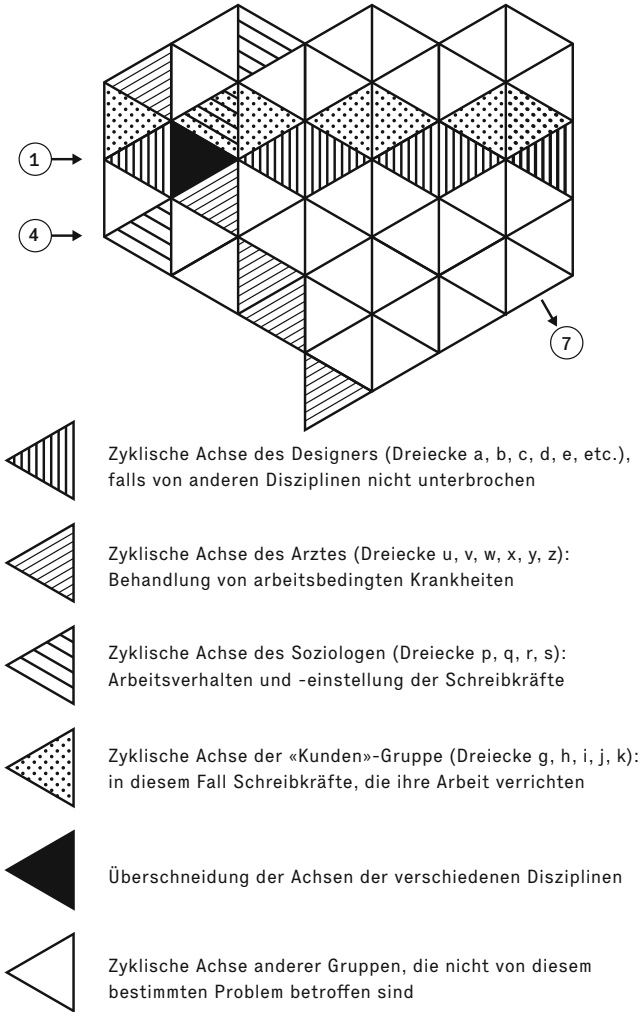 1
4
7
Zyklische Achse des Designers (Dreiecke a, b, c, d, e, etc.),
falls von anderen Disziplinen nicht unterbrochen
Zyklische Achse des Arztes (Dreiecke u, v, w, x, y, z):
Behandlung von arbeitsbedingten Krankheiten
Zyklische Achse des Soziologen (Dreiecke p, q, r, s):
Arbeitsverhalten und -einstellung der Schreibkräfte
Zyklische Achse der «Kunden»-Gruppe (Dreiecke g, h, i, j, k):
in diesem Fall Schreibkräfte, die ihre Arbeit verrichten
Überschneidung der Achsen der verschiedenen Disziplinen
Zyklische Achse anderer Gruppen, die nicht von diesem
bestimmten Problem betroffen sind